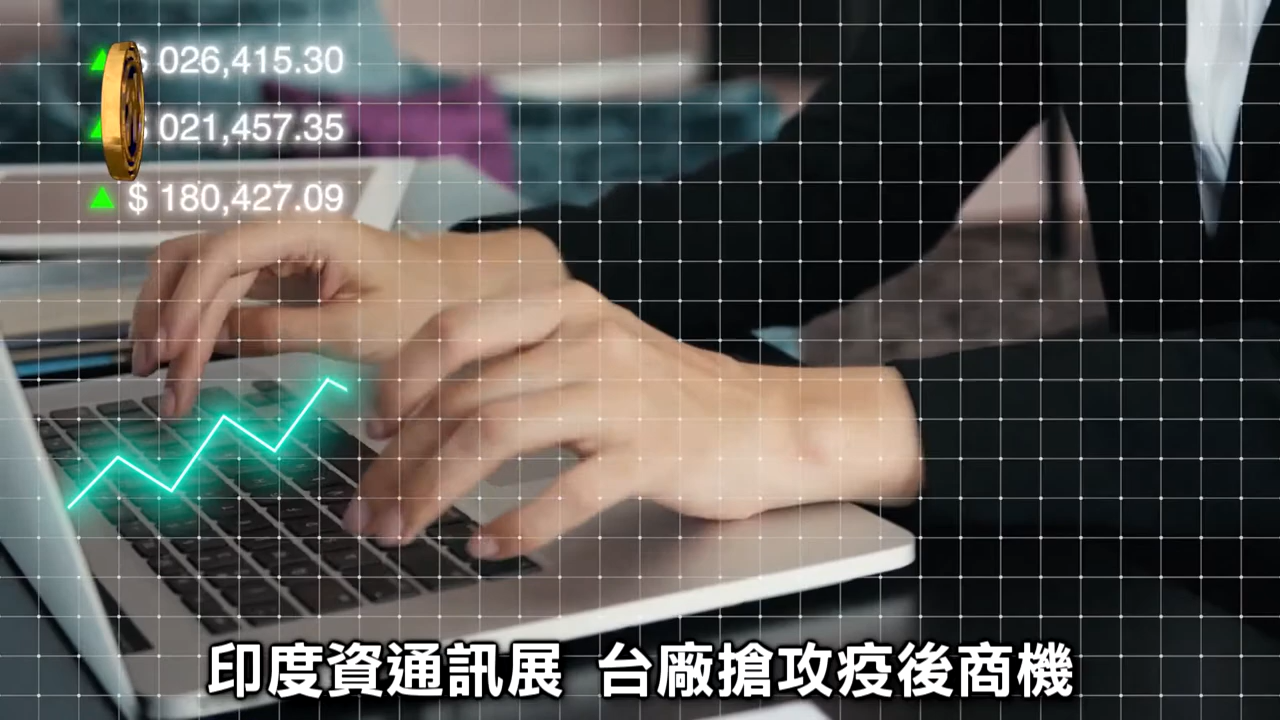 $ 026,415.30
$ 021,457.35
$ 180,427.09
印度資通訊展 台廠搶攻疫後商機